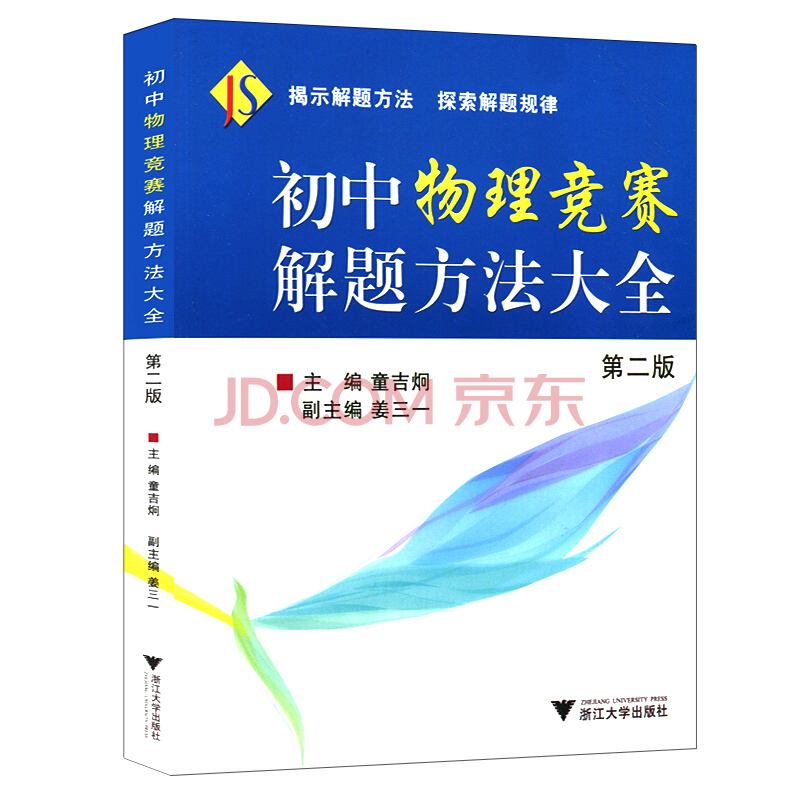 JS
揭示解题方法 探索解题规律
初中物理竞赛
解题方法大全
第二版
主 编 童吉炯
副主编 姜三一
JD.COM 京东
ZHEJIANG UNIVERSITY PRESS
浙江大学出版社
初中物理竞赛解题方法大全
第二版
主编 童吉炯
副主编 姜三一
浙江大学出版社
ZHEJIANG UNIVERSITY PRESS